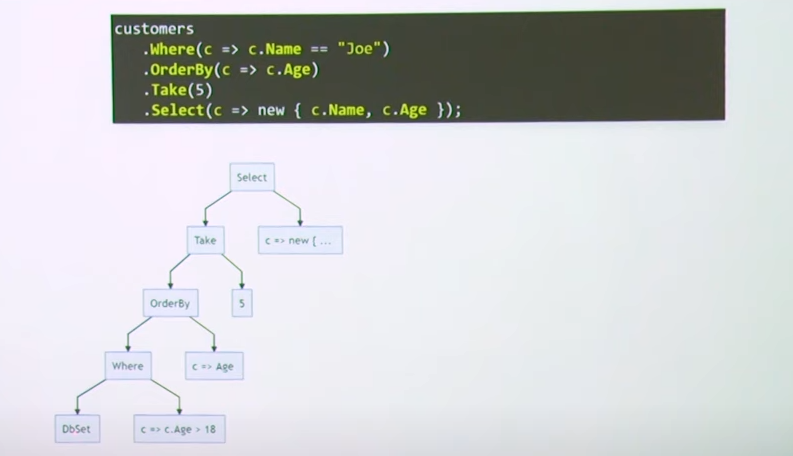 customers
.Where(c => c.Name == "Joe")
.OrderBy(c => c.Age)
.Take(5)
.Select(c => new { c.Name, c.Age });
Select
Take
c => new [ ...
OrderBy
5
Where
c => Age
DbSet
c => c.Age > 18